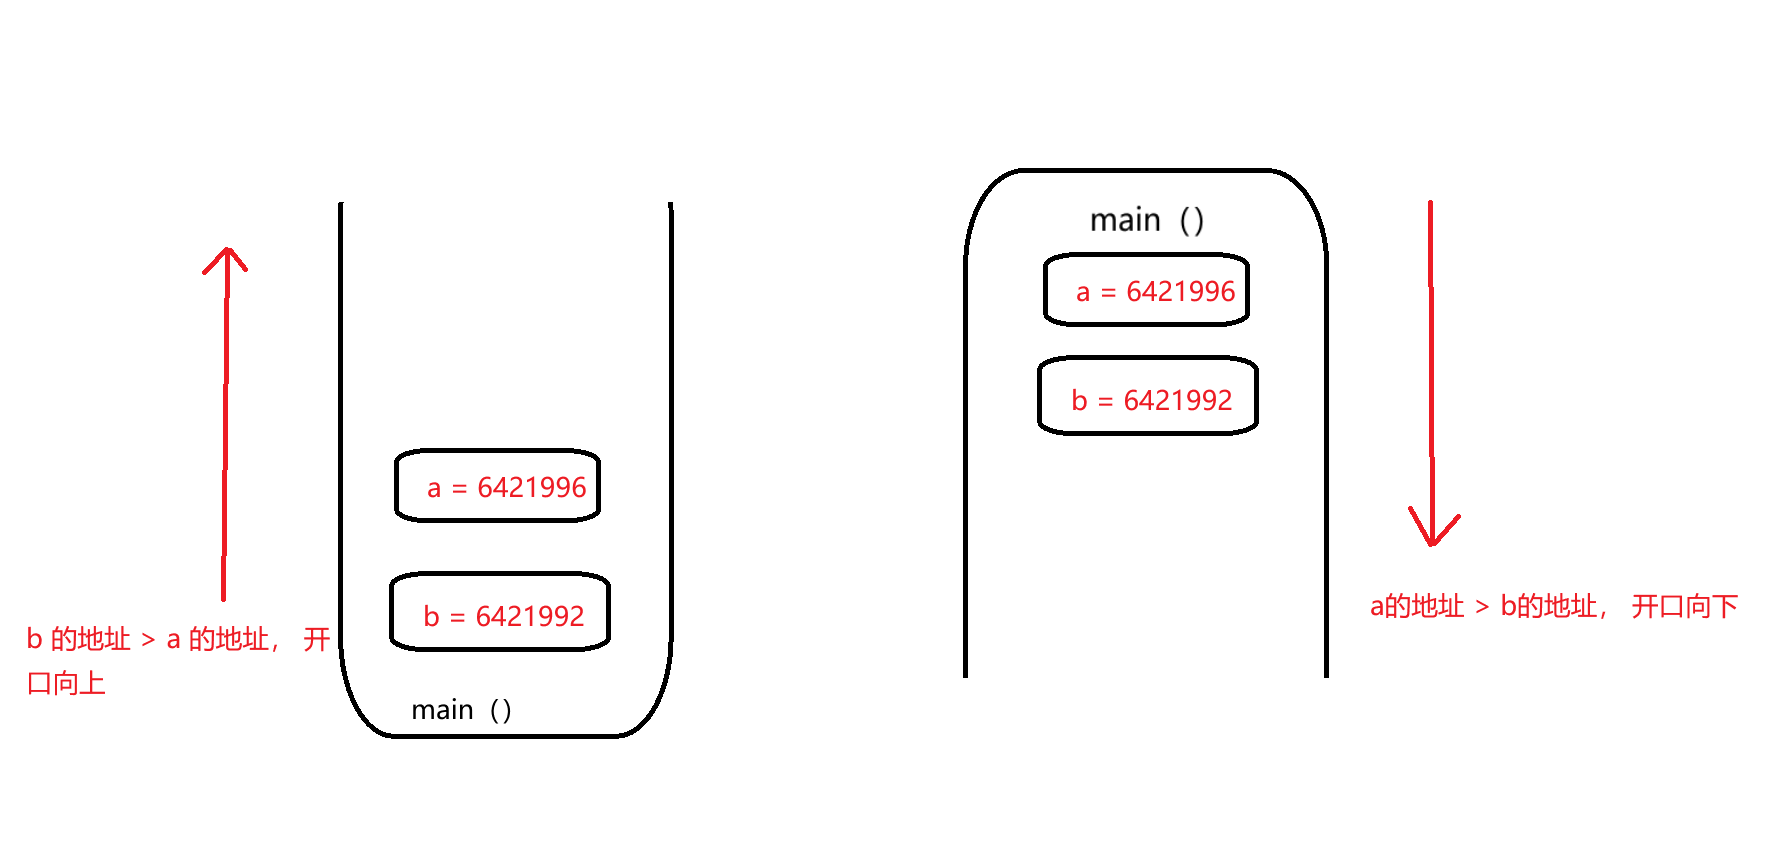 a = 6421996
b = 6421992
b 的地址 > a 的地址， 开
口向上
main（）
main（）
a = 6421996
b = 6421992
a的地址 > b的地址， 开口向下